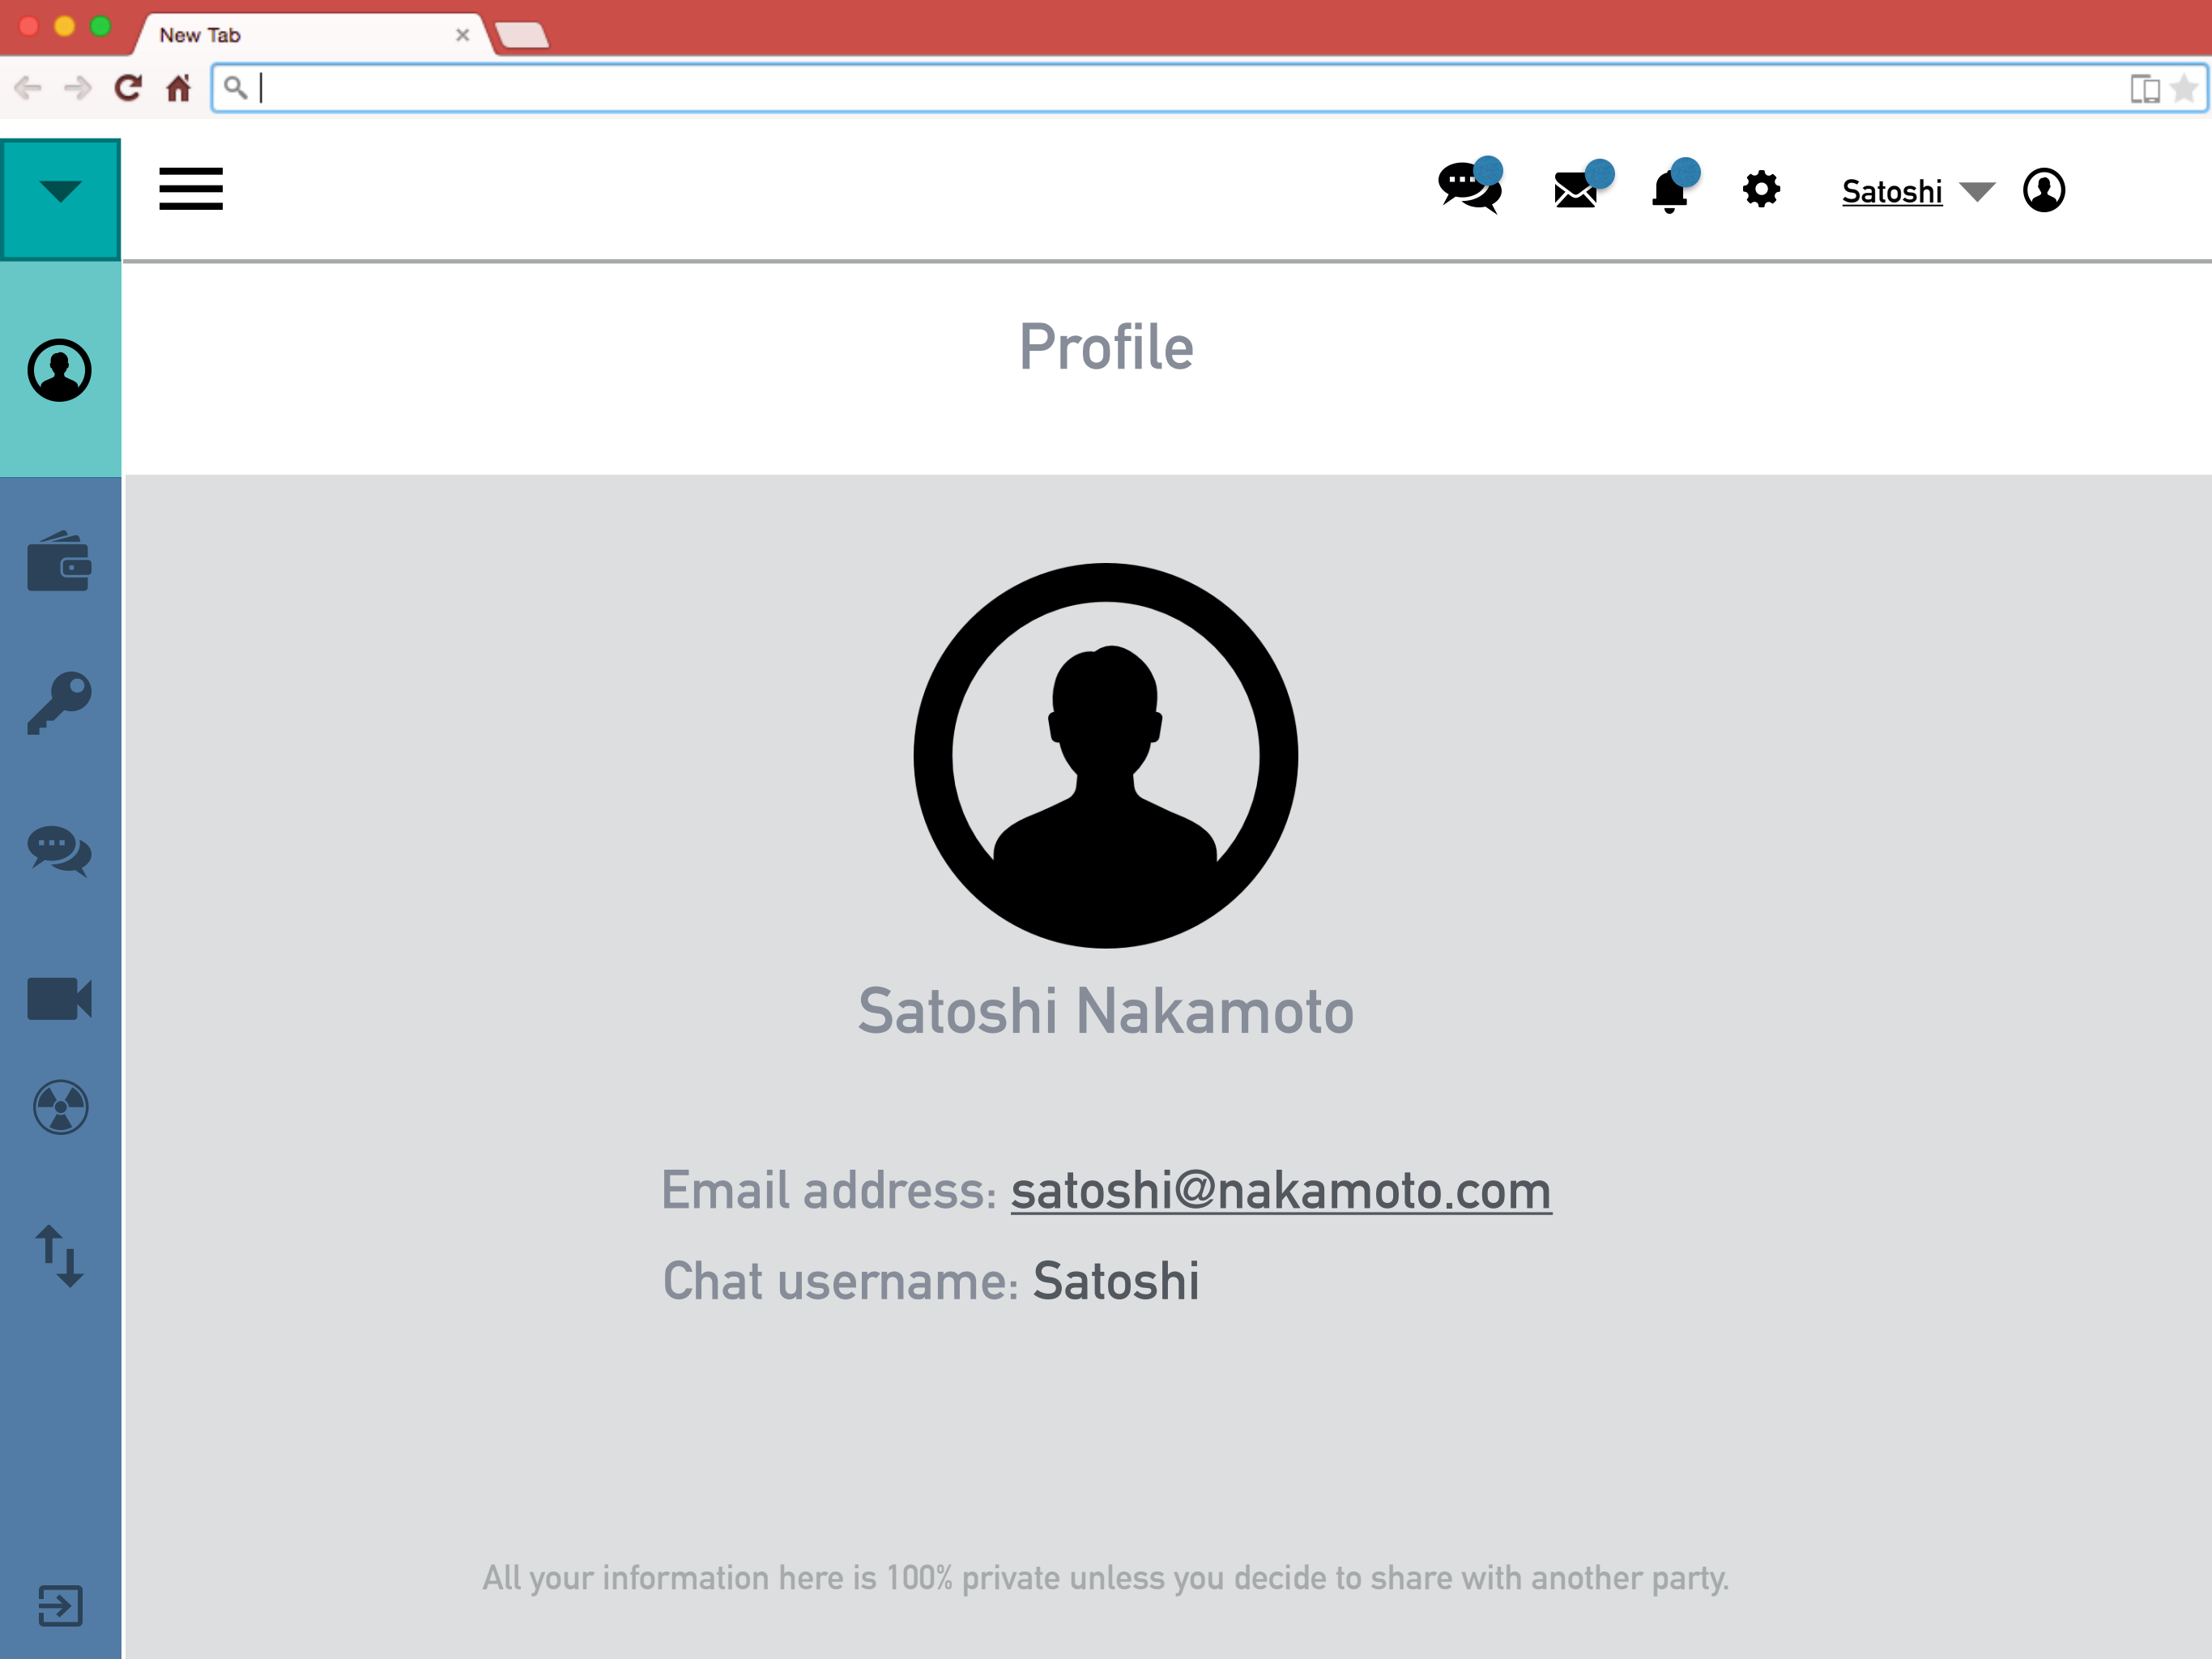 New Tab
Satoshi
Profile
Satoshi Nakamoto
Email address: satoshi@nakamoto.com
Chat username: Satoshi
All your information here is 100% private unless you decide to share with another party.